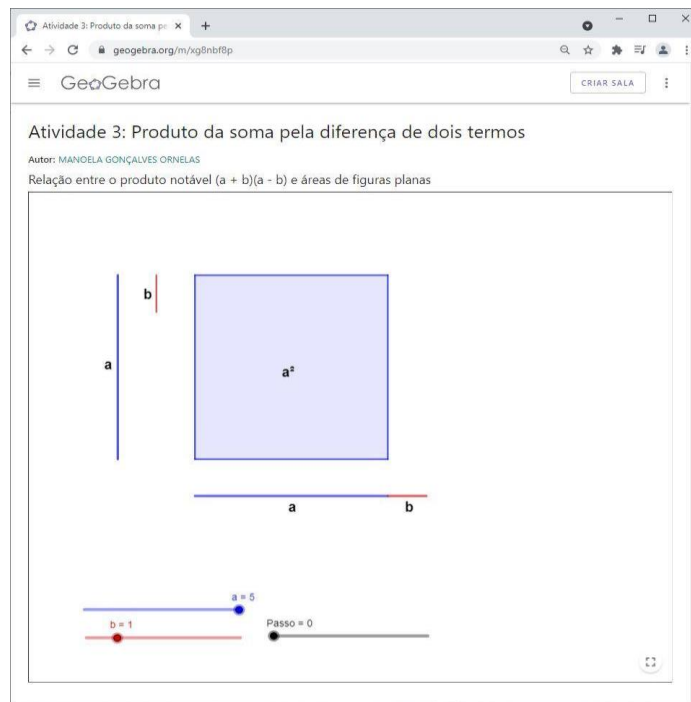 Atividade 3: Produto da soma pe
geogebra.org/m/xg8nbf8p
GeoGebra
CRIAR SALA
Atividade 3: Produto da soma pela diferença de dois termos
Autor: MANOELA GONÇALVES ORNELAS
Relação entre o produto notável (a + b)(a - b) e áreas de figuras planas
b
a
a²
a
b
a = 5
b = 1
Passo = 0